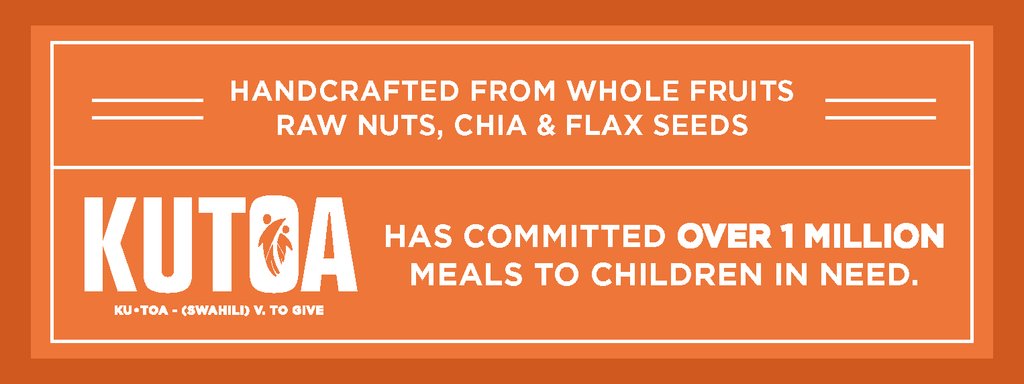 HANDCRAFTED FROM WHOLE FRUITS
RAW NUTS, CHIA & FLAX SEEDS
KUTOA
KU•TOA - (SWAHILI) V. TO GIVE
HAS COMMITTED OVER 1 MILLION
MEALS TO CHILDREN IN NEED.